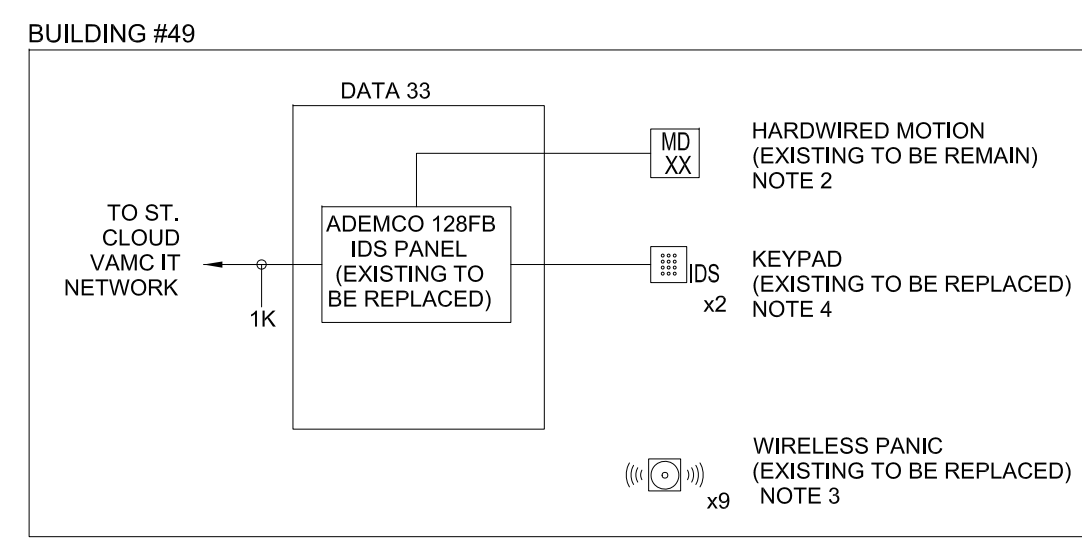 BUILDING #49
DATA 33
TO ST.
CLOUD
VAMC IT
NETWORK
1K
ADEMCO 128FB
IDS PANEL
(EXISTING TO
BE REPLACED)
MD
XX
HARDWIRED MOTION
(EXISTING TO BE REMAIN)
NOTE 2
IDS
x2
KEYPAD
(EXISTING TO BE REPLACED)
NOTE 4
x9
WIRELESS PANIC
(EXISTING TO BE REPLACED)
NOTE 3